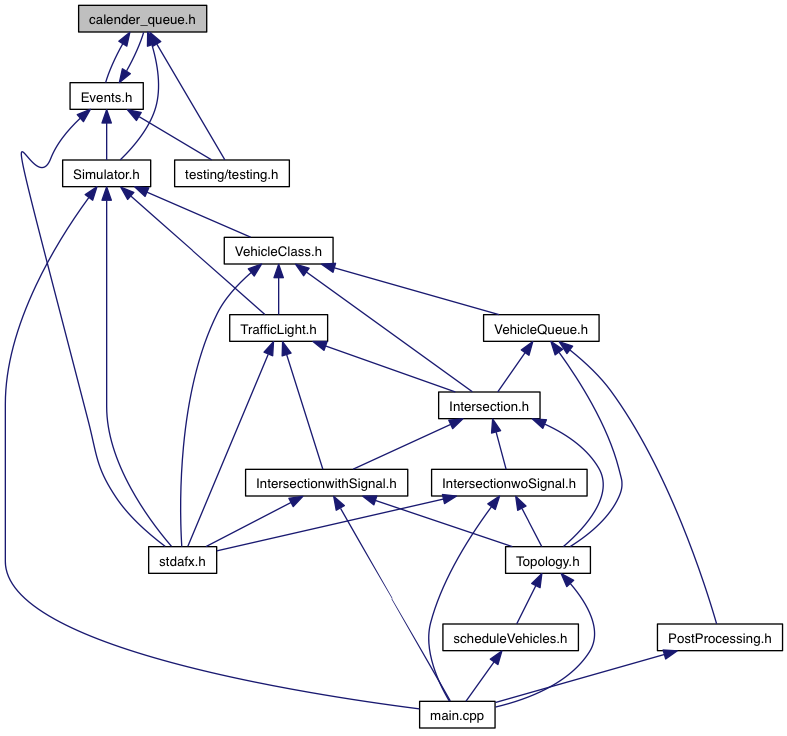 calender_queue.h
Events.h
Simulator.h
testing/testing.h
VehicleClass.h
TrafficLight.h
VehicleQueue.h
Intersection.h
IntersectionwithSignal.h
IntersectionwoSignal.h
stdafx.h
Topology.h
scheduleVehicles.h
PostProcessing.h
main.cpp